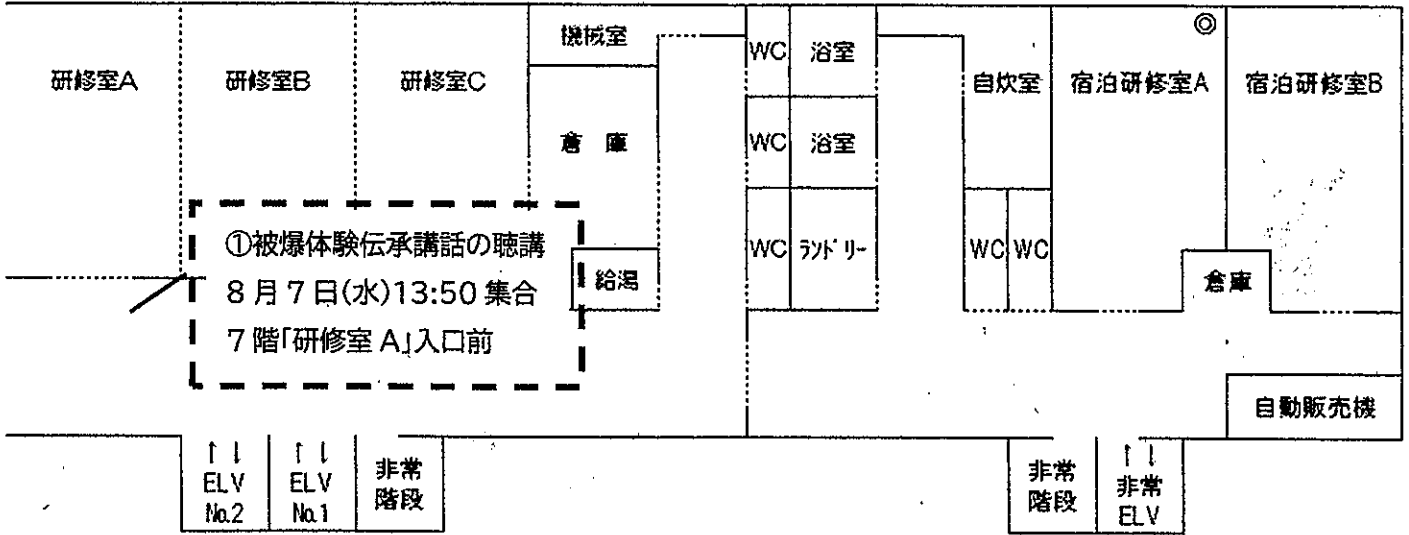 機械室
WC
浴室
◎
研修室A
研修室B
研修室C
自炊室
宿泊研修室A
宿泊研修室B
倉 庫
WC
浴室
①被爆体験伝承講話の聴講
8月7日(水)13:50集合
7階「研修室A」入口前
給湯
WC
ランドリー
WC
WC
倉庫
自動販売機
↑↓
ELV
No.2
↑↓
ELV
No.1
非常
階段
非常
階段
↑↓
非常
ELV